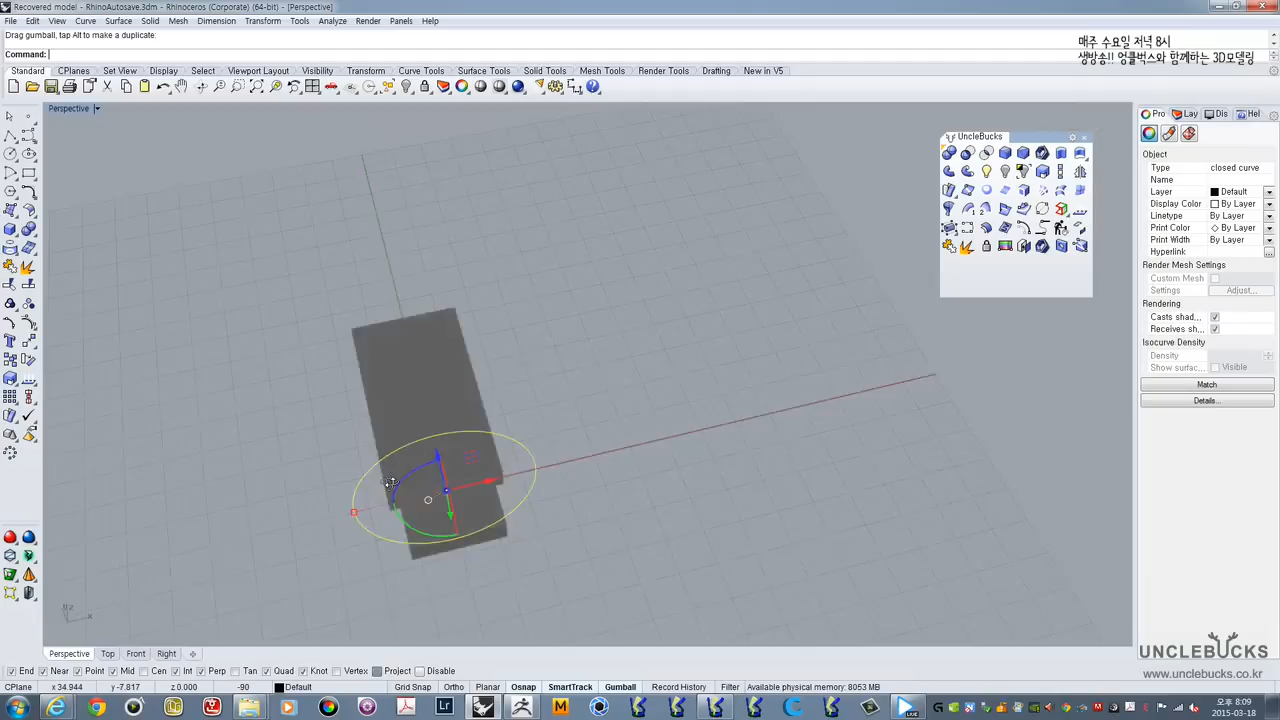 Recovered model - RhinoAutosave.3dm - Rhinoceros (Corporate) (64-bit) - [Perspective]
File Edit View Curve Surface Solid Mesh Dimension Transform Tools Analyze Render Panels Help
Drag gumball, tap Alt to make a duplicate:
Command:
매주 수요일 저녁 8시
생방송!! 엉클벅스와 함께하는 3D모델링
Standard CPlanes Set View Display Select Viewport Layout Visibility Transform Curve Tools Surface Tools Solid Tools Mesh Tools Render Tools Drafting New in V5
Perspective
UncleBucks
Pro Lay Dis Hel
Object
Type closed curve
Name
Layer Default
Display Color By Layer
Linetype By Layer
Print Color By Layer
Print Width By Layer
Hyperlink
Render Mesh Settings
Custom Mesh
Settings Adjust...
Rendering
Casts shad...
Receives sh...
Isocurve Density
Density
Show surfac... Visible
Match
Details...
z x
Perspective Top Front Right
End Near Point Mid Cen Int Perp Tan Quad Knot Vertex Project Disable
UNCLEBUCKS
www.unclebucks.co.kr
CPlane x 34.944 y -7.817 z 0.000 -90 Default Grid Snap Ortho Planar Osnap SmartTrack Gumball Record History Filter Available physical memory: 8053 MB
오후 8:09
2015-03-18